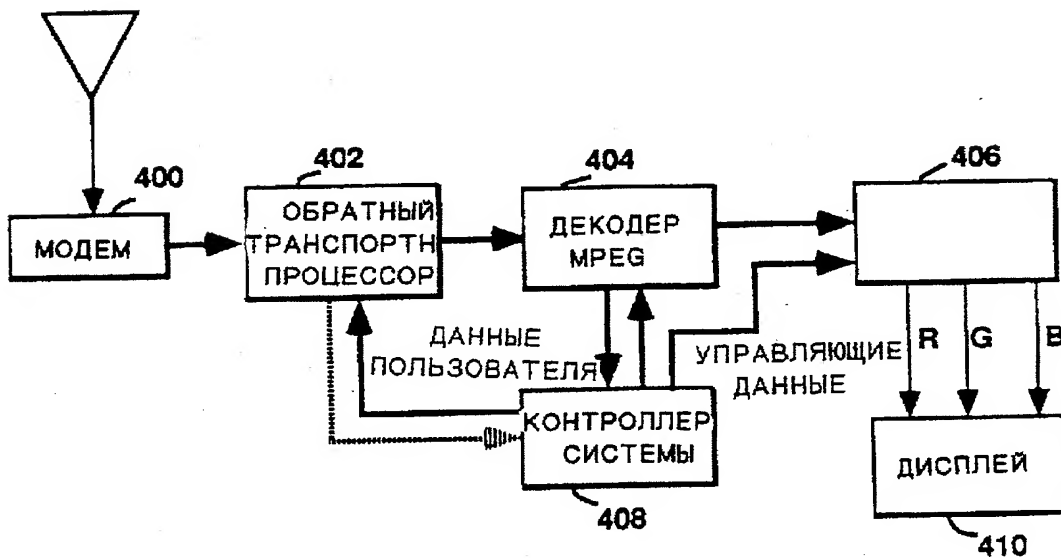 400
МОДЕМ
402
ОБРАТНЫЙ
ТРАНСПОРТН
ПРОЦЕССОР
404
ДЕКОДЕР
MPEG
406
ДАННЫЕ
ПОЛЬЗОВАТЕЛЯ
УПРАВЛЯЮЩИЕ
ДАННЫЕ
R G B
КОНТРОЛЛЕР
СИСТЕМЫ
408
ДИСПЛЕЙ
410